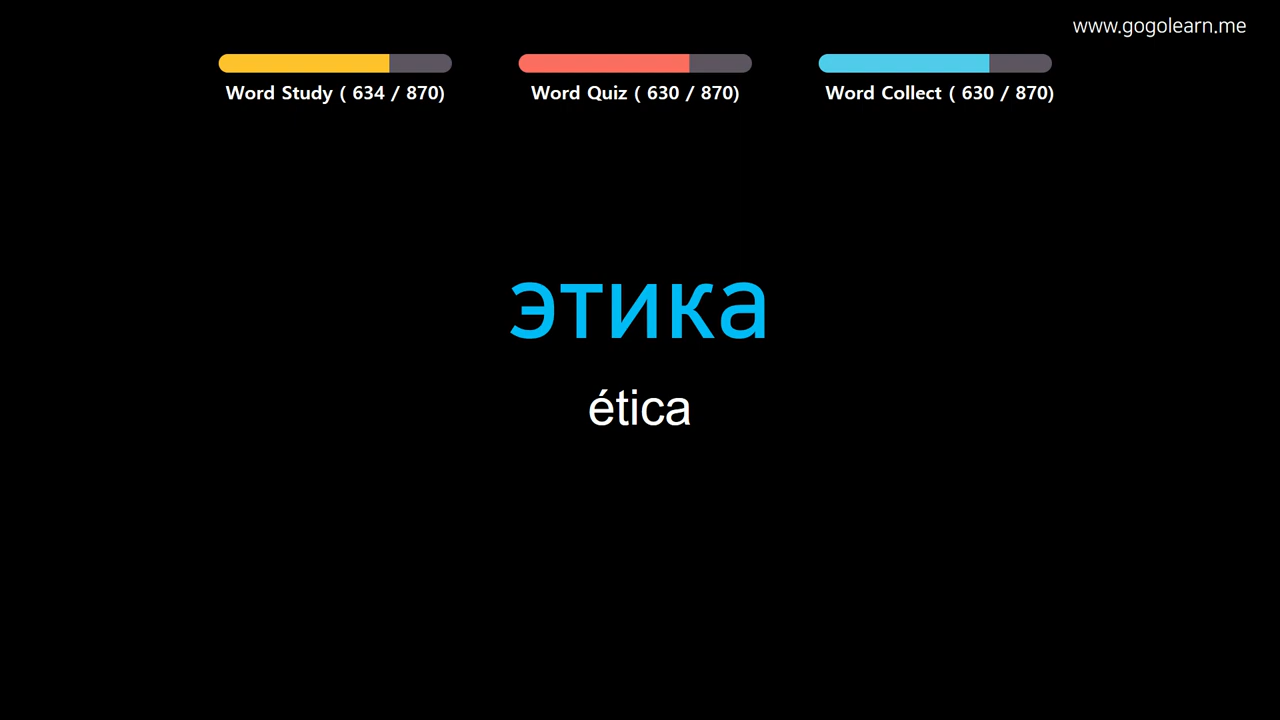 www.gogolearn.me
Word Study ( 634 / 870)
Word Quiz ( 630 / 870)
Word Collect ( 630 / 870)
этика
ética